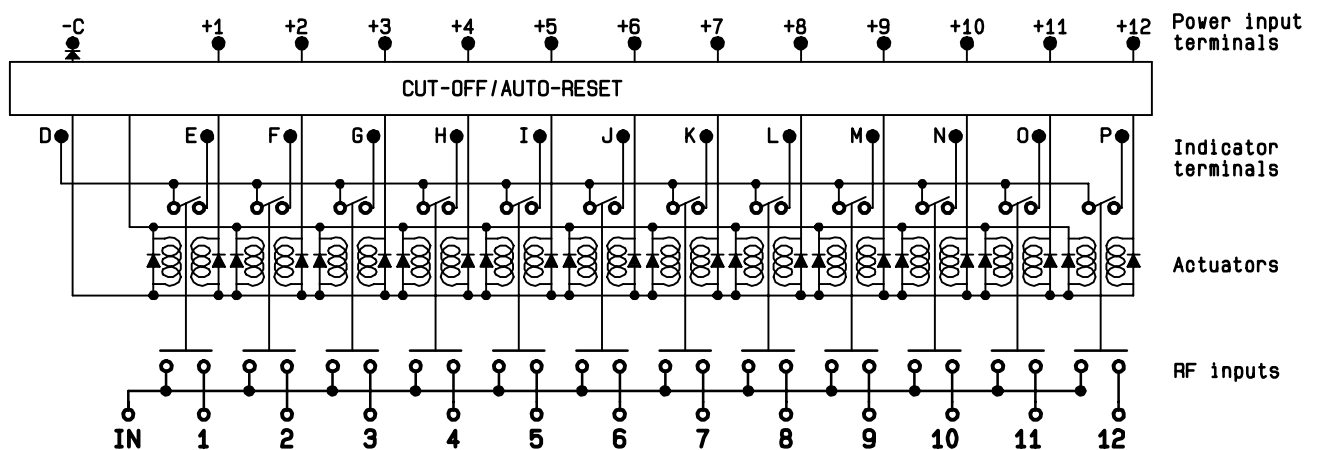 -C +1 +2 +3 +4 +5 +6 +7 +8 +9 +10 +11 +12 Power input
terminals
CUT-OFF/AUTO-RESET
D E F G H I J K L M N O P Indicator
terminals
Actuators
RF inputs
IN 1 2 3 4 5 6 7 8 9 10 11 12